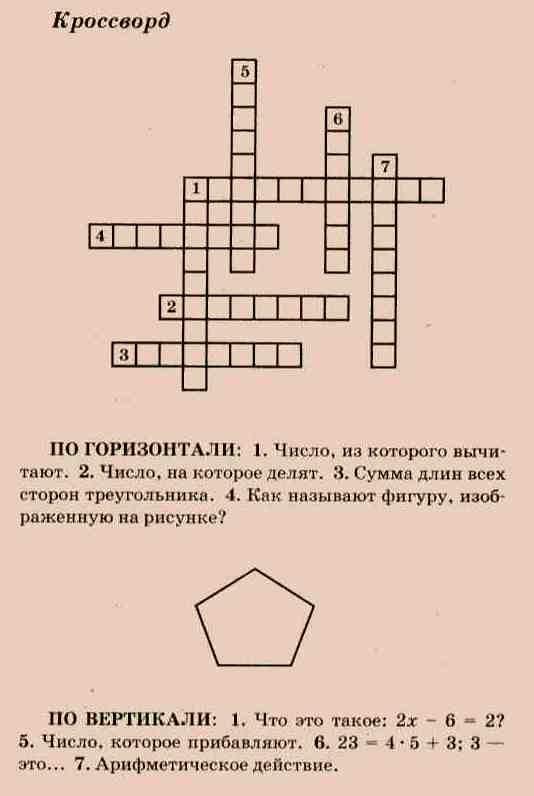 Кроссворд
5
6
7
1
4
2
3
ПО ГОРИЗОНТАЛИ: 1. Число, из которого вычи-
тают. 2. Число, на которое делят. 3. Сумма длин всех
сторон треугольника. 4. Как называют фигуру, изоб-
раженную на рисунке?
ПО ВЕРТИКАЛИ: 1. Что это такое: 2x − 6 = 2?
5. Число, которое прибавляют. 6. 23 = 4 · 5 + 3; 3 —
это... 7. Арифметическое действие.